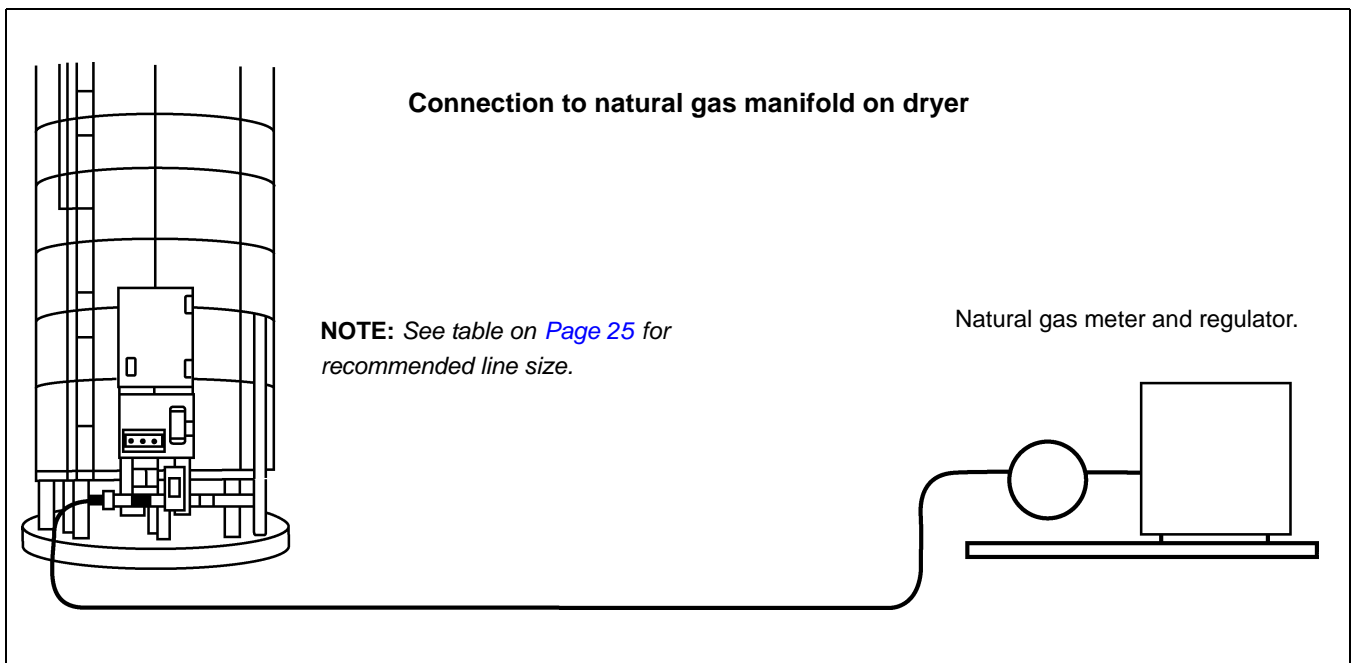 Connection to natural gas manifold on dryer
NOTE: See table on Page 25 for
recommended line size.
Natural gas meter and regulator.